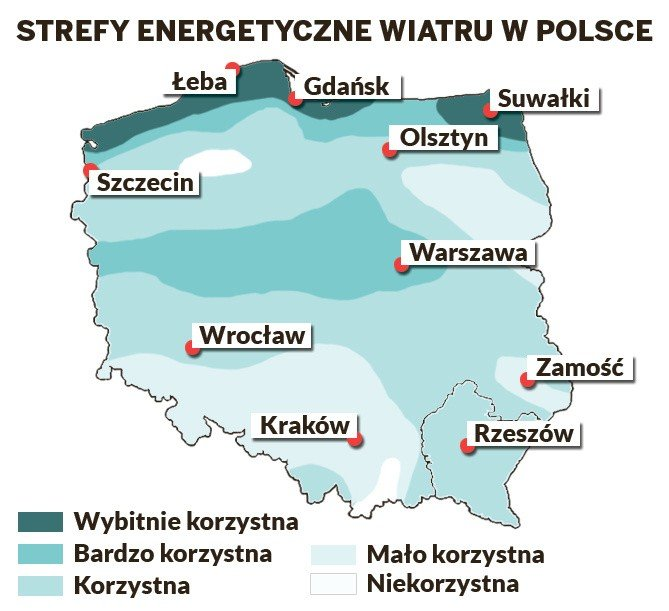 STREFY ENERGETYCZNE WIATRU W POLSCE
Łeba
Gdańsk
Suwałki
Olsztyn
Szczecin
Warszawa
Wrocław
Zamość
Kraków
Rzeszów
Wybitnie korzystna
Bardzo korzystna
Mało korzystna
Korzystna
Niekorzystna